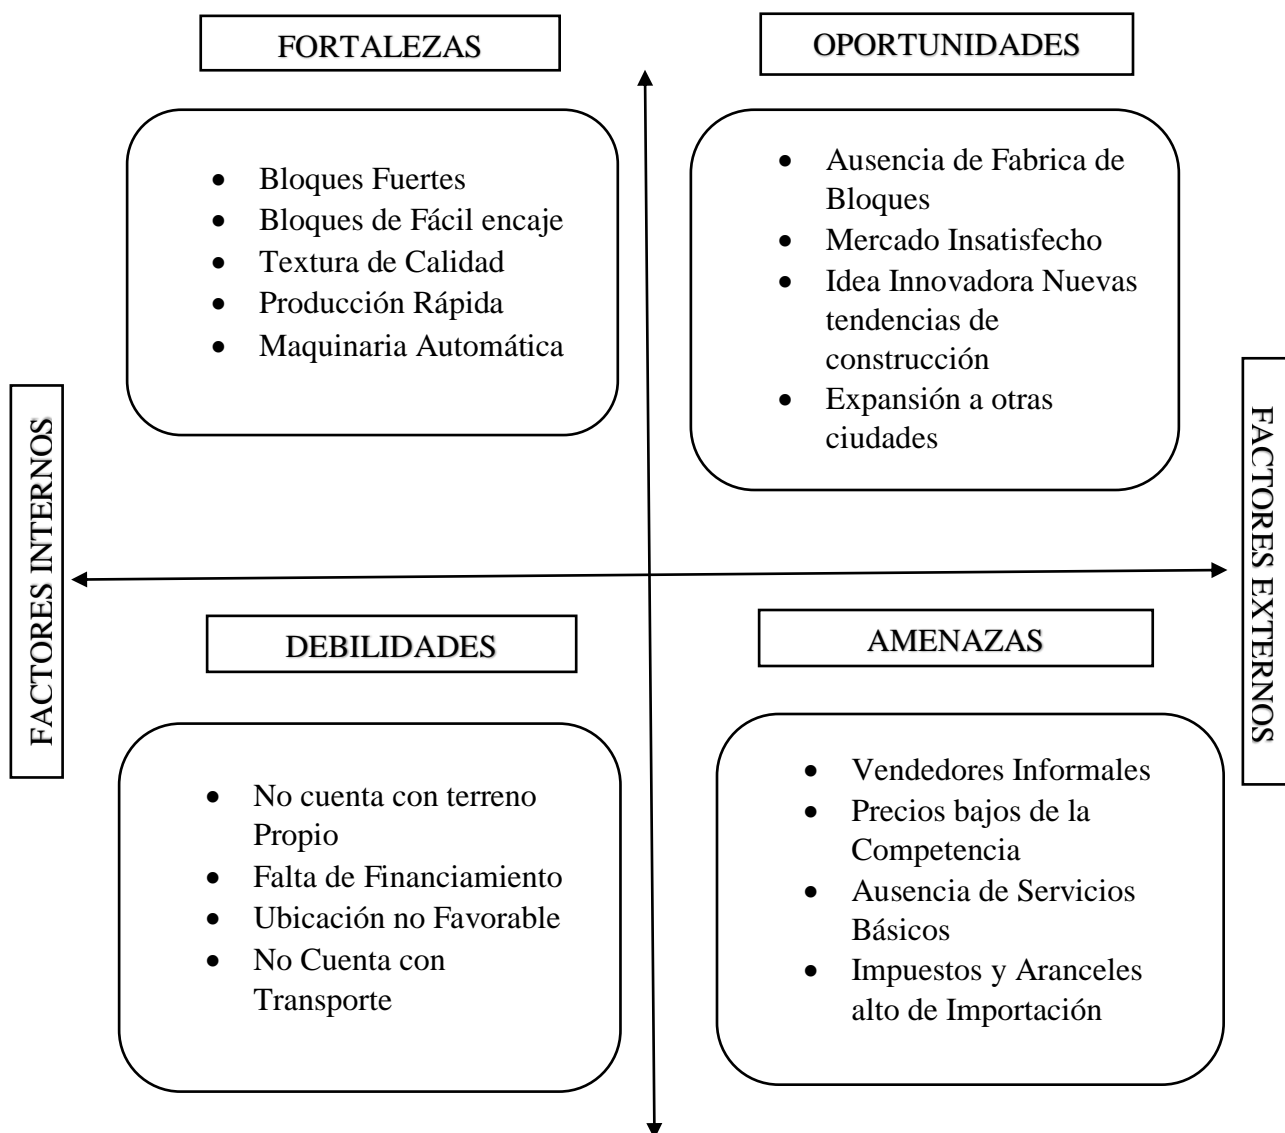 FORTALEZAS
OPORTUNIDADES
• Bloques Fuertes
• Bloques de Fácil encaje
• Textura de Calidad
• Producción Rápida
• Maquinaria Automática
• Ausencia de Fabrica de
Bloques
• Mercado Insatisfecho
• Idea Innovadora Nuevas
tendencias de
construcción
• Expansión a otras
ciudades
FACTORES INTERNOS
FACTORES EXTERNOS
DEBILIDADES
AMENAZAS
• No cuenta con terreno
Propio
• Falta de Financiamiento
• Ubicación no Favorable
• No Cuenta con
Transporte
• Vendedores Informales
• Precios bajos de la
Competencia
• Ausencia de Servicios
Básicos
• Impuestos y Aranceles
alto de Importación